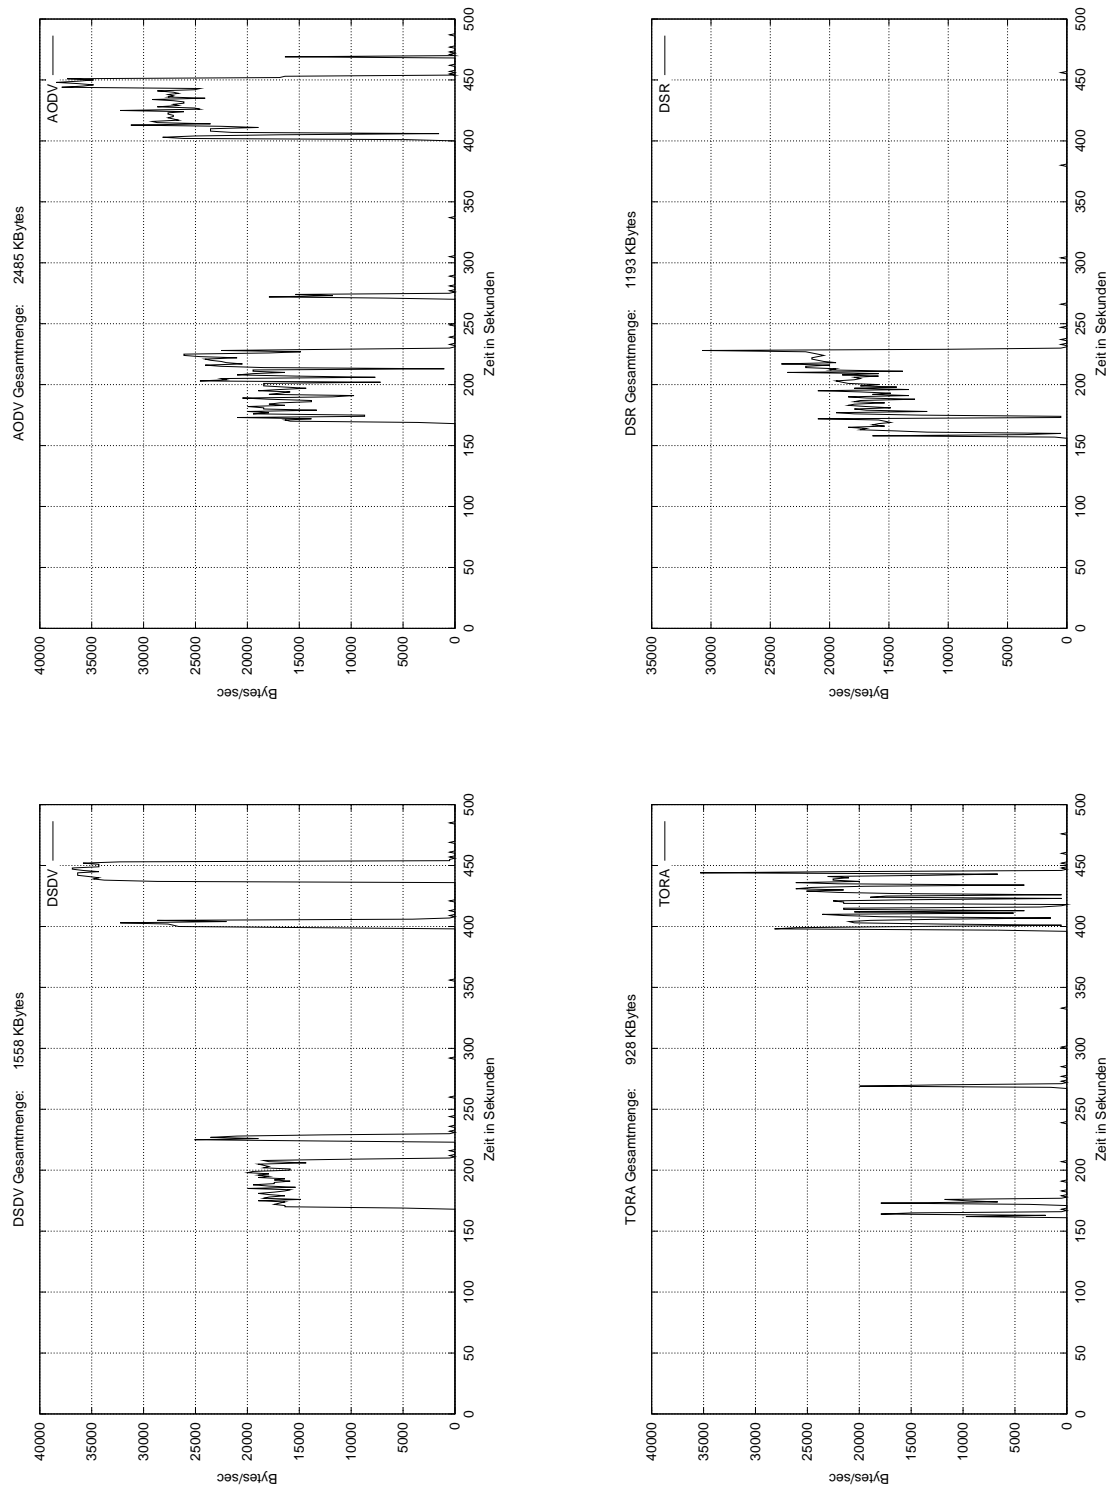 DSDV Gesamtmenge: 1558 KBytes
DSDV
Bytes/sec
40000
35000
30000
25000
20000
15000
10000
5000
0
0 50 100 150 200 250 300 350 400 450 500
Zeit in Sekunden
AODV Gesamtmenge: 2485 KBytes
AODV
Bytes/sec
40000
35000
30000
25000
20000
15000
10000
5000
0
0 50 100 150 200 250 300 350 400 450 500
Zeit in Sekunden
TORA Gesamtmenge: 928 KBytes
TORA
Bytes/sec
40000
35000
30000
25000
20000
15000
10000
5000
0
0 50 100 150 200 250 300 350 400 450 500
Zeit in Sekunden
DSR Gesamtmenge: 1193 KBytes
DSR
Bytes/sec
35000
30000
25000
20000
15000
10000
5000
0
0 50 100 150 200 250 300 350 400 450 500
Zeit in Sekunden